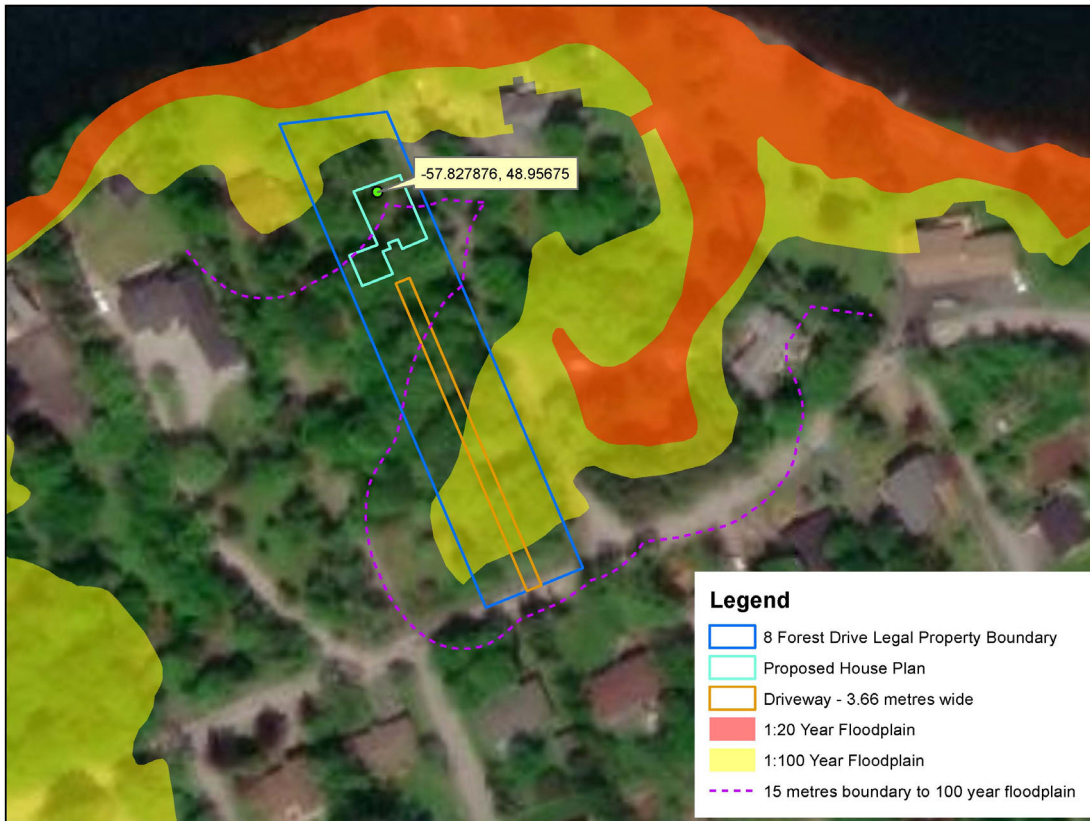 -57.827876, 48.95675
Legend
8 Forest Drive Legal Property Boundary
Proposed House Plan
Driveway - 3.66 metres wide
1:20 Year Floodplain
1:100 Year Floodplain
15 metres boundary to 100 year floodplain